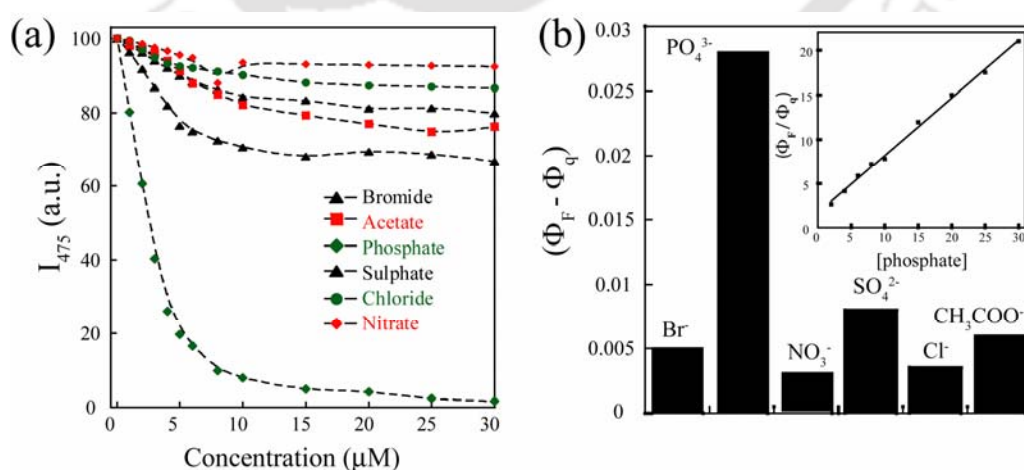 (a)
I475 (a.u.)
100
80
60
40
20
0
0 5 10 15 20 25 30
Concentration (μM)
Bromide
Acetate
Phosphate
Sulphate
Chloride
Nitrate
(b)
(ΦF - Φq)
0.025
0.02
0.015
0.01
0.005
0
PO₄³⁻
Br⁻
NO₃⁻
SO₄²⁻
Cl⁻
CH₃COO⁻
(ΦF / Φq)
20
15
10
5
0
0 5 10 15 20 25 30
[phosphate]